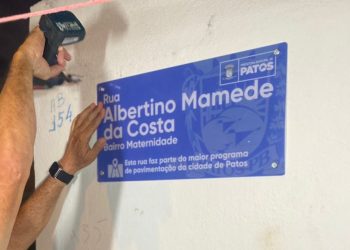 PATOS
Rua
Albertino Mamede
da Costa
Bairro Maternidade
Esta rua faz parte do maior programa
de pavimentação da cidade de Patos
154